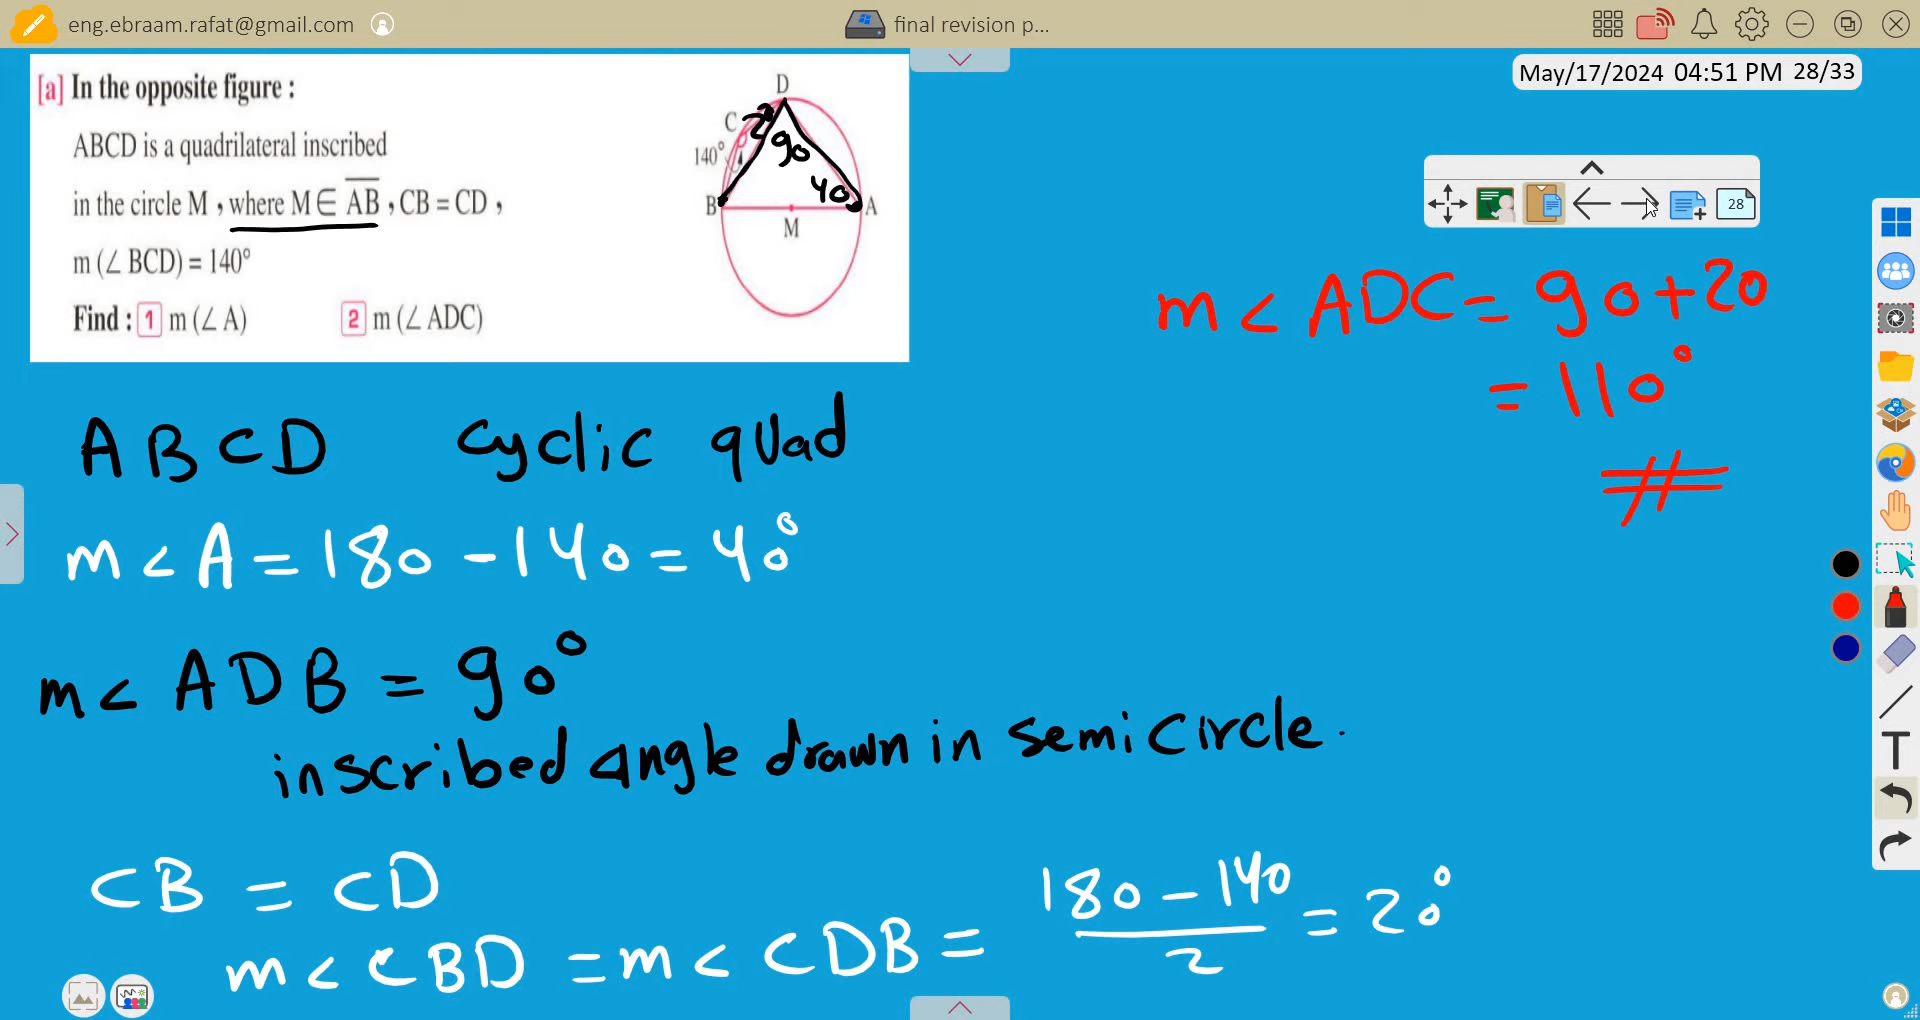 eng.ebraam.rafat@gmail.com
final revision p...
May/17/2024 04:51 PM 28/33
[a] In the opposite figure :
ABCD is a quadrilateral inscribed
in the circle M , where M ∈ A̅B̅ , CB = CD ,
m (∠ BCD) = 140°
Find : 1 m (∠ A) 2 m (∠ ADC)
D
C
140°
B
M
A
20
90
40
28
m < ADC = 90 + 20
= 110°
ABCD cyclic quad
m < A = 180 - 140 = 40°
m < ADB = 90°
inscribed angle drawn in semicircle.
CB = CD
m < CBD = m < CDB = 180 - 140 / 2 = 20°
T